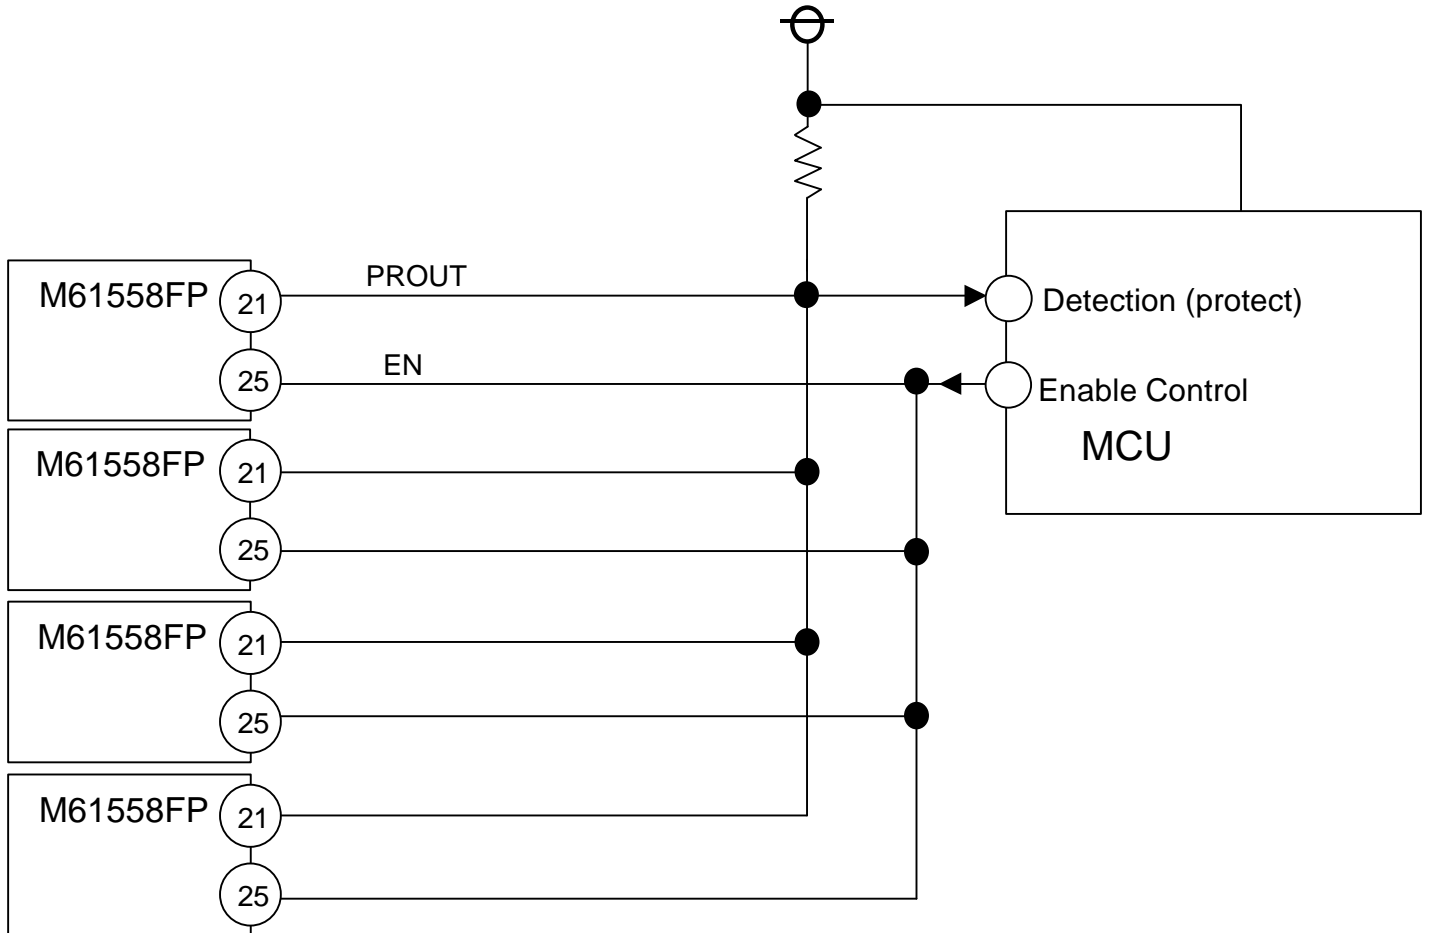 PROUT
M61558FP
21
Detection (protect)
EN
25
Enable Control
MCU
M61558FP
21
25
M61558FP
21
25
M61558FP
21
25